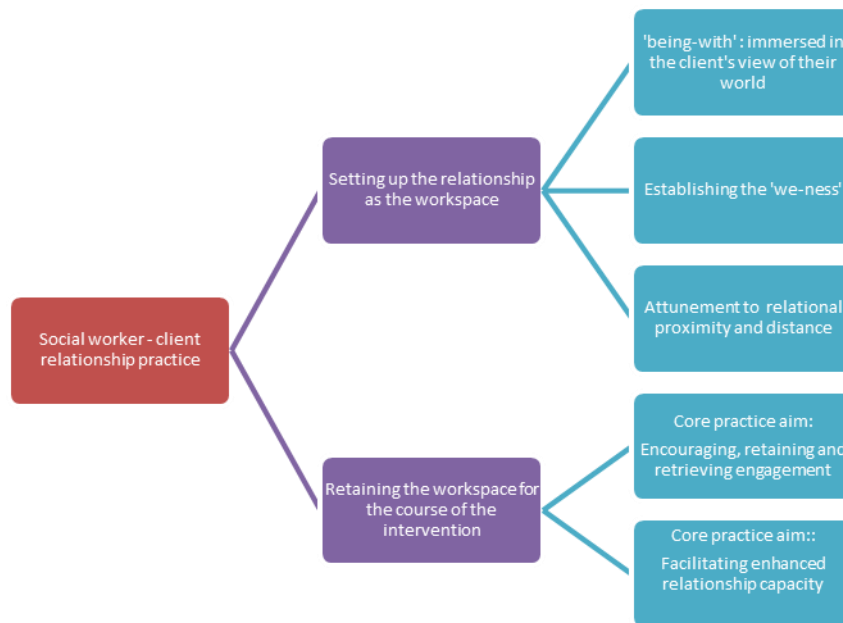 'being-with' : immersed in
the client's view of their
world
Setting up the relationship
as the workspace
Establishing the 'we-ness'
Attunement to relational
proximity and distance
Social worker - client
relationship practice
Core practice aim:
Encouraging, retaining and
retrieving engagement
Retaining the workspace for
the course of the
intervention
Core practice aim::
Facilitating enhanced
relationship capacity